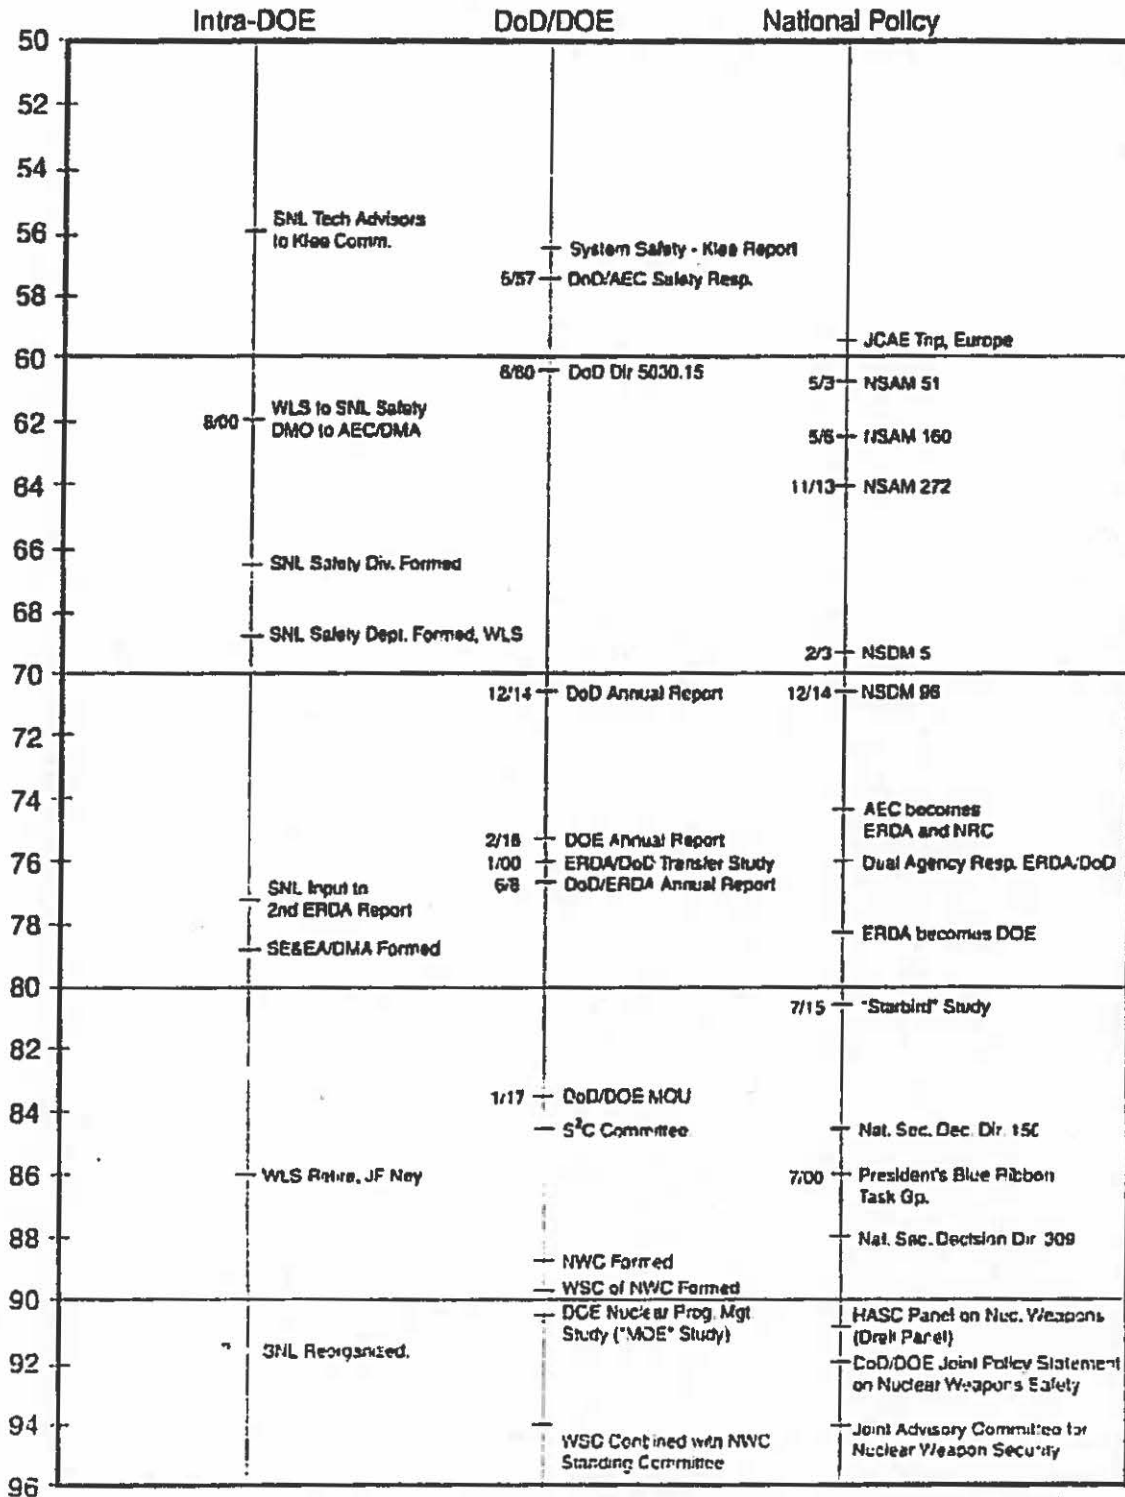 Intra-DOE
DoD/DOE
National Policy
50
52
54
56
58
60
62
64
66
68
70
72
74
76
78
80
82
84
86
88
90
92
94
96
SNL Tech Advisors
to Klee Comm.
8/00
WLS to SNL Safety
DMO to AEC/DMA
SNL Safety Div. Formed
SNL Safety Dept. Formed, WLS
SNL Input to
2nd ERDA Report
SE&EA/DMA Formed
WLS Retire, JF Ney
SNL Reorganized.
System Safety - Klee Report
DoD/AEC Safety Resp.
6/60 DoD Dir 5030.15
12/14 DoD Annual Report
2/16 DOE Annual Report
1/00 ERDA/DoD Transfer Study
6/8 DoD/ERDA Annual Report
1/17 DoD/DOE MOU
S²C Committee
NWC Formed
WSC of NWC Formed
DOE Nuclear Prog. Mgt
Study ("MOE" Study)
WSC Combined with NWC
Standing Committee
JCAE Trip, Europe
5/3 NSAM 51
5/6 NSAM 160
11/13 NSAM 272
2/3 NSDM 5
12/14 NSDM 96
AEC becomes
ERDA and NRC
Dual Agency Resp. ERDA/DoD
ERDA becomes DOE
7/15 "Starbird" Study
Nat. Sec. Dec. Dir.
7/00 President's Blue Ribbon
Task Gp.
Nat. Sec. Decision Dir 309
HASC Panel on Nuc. Weapons
(Drell Panel)
DoD/DOE Joint Policy Statement
on Nuclear Weapons Safety
Joint Advisory Committee for
Nuclear Weapon Security